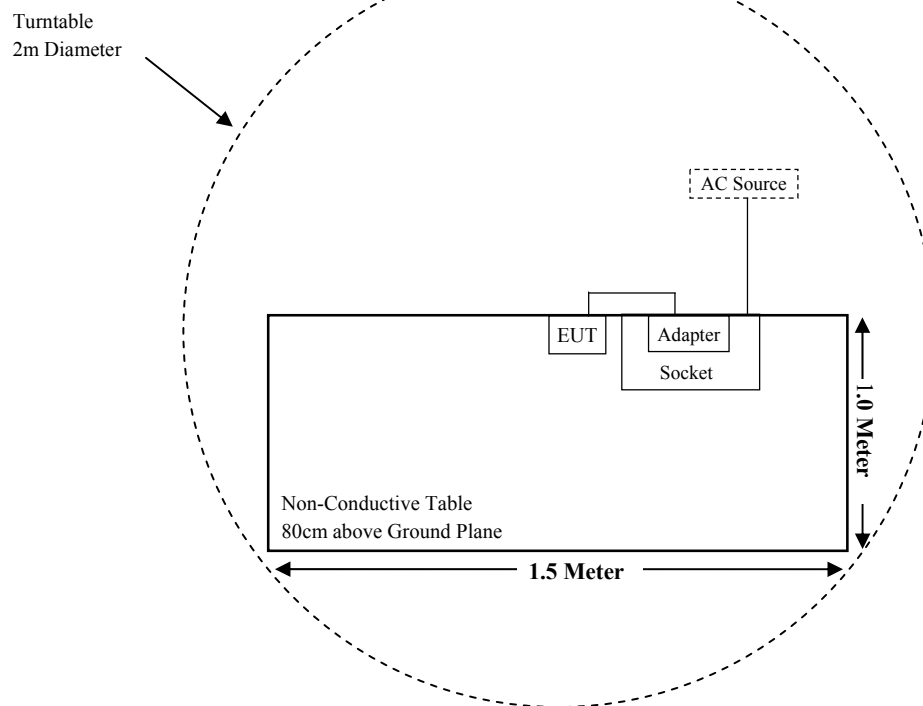 Turntable
2m Diameter
AC Source
EUT
Adapter
Socket
1.0 Meter
Non-Conductive Table
80cm above Ground Plane
1.5 Meter